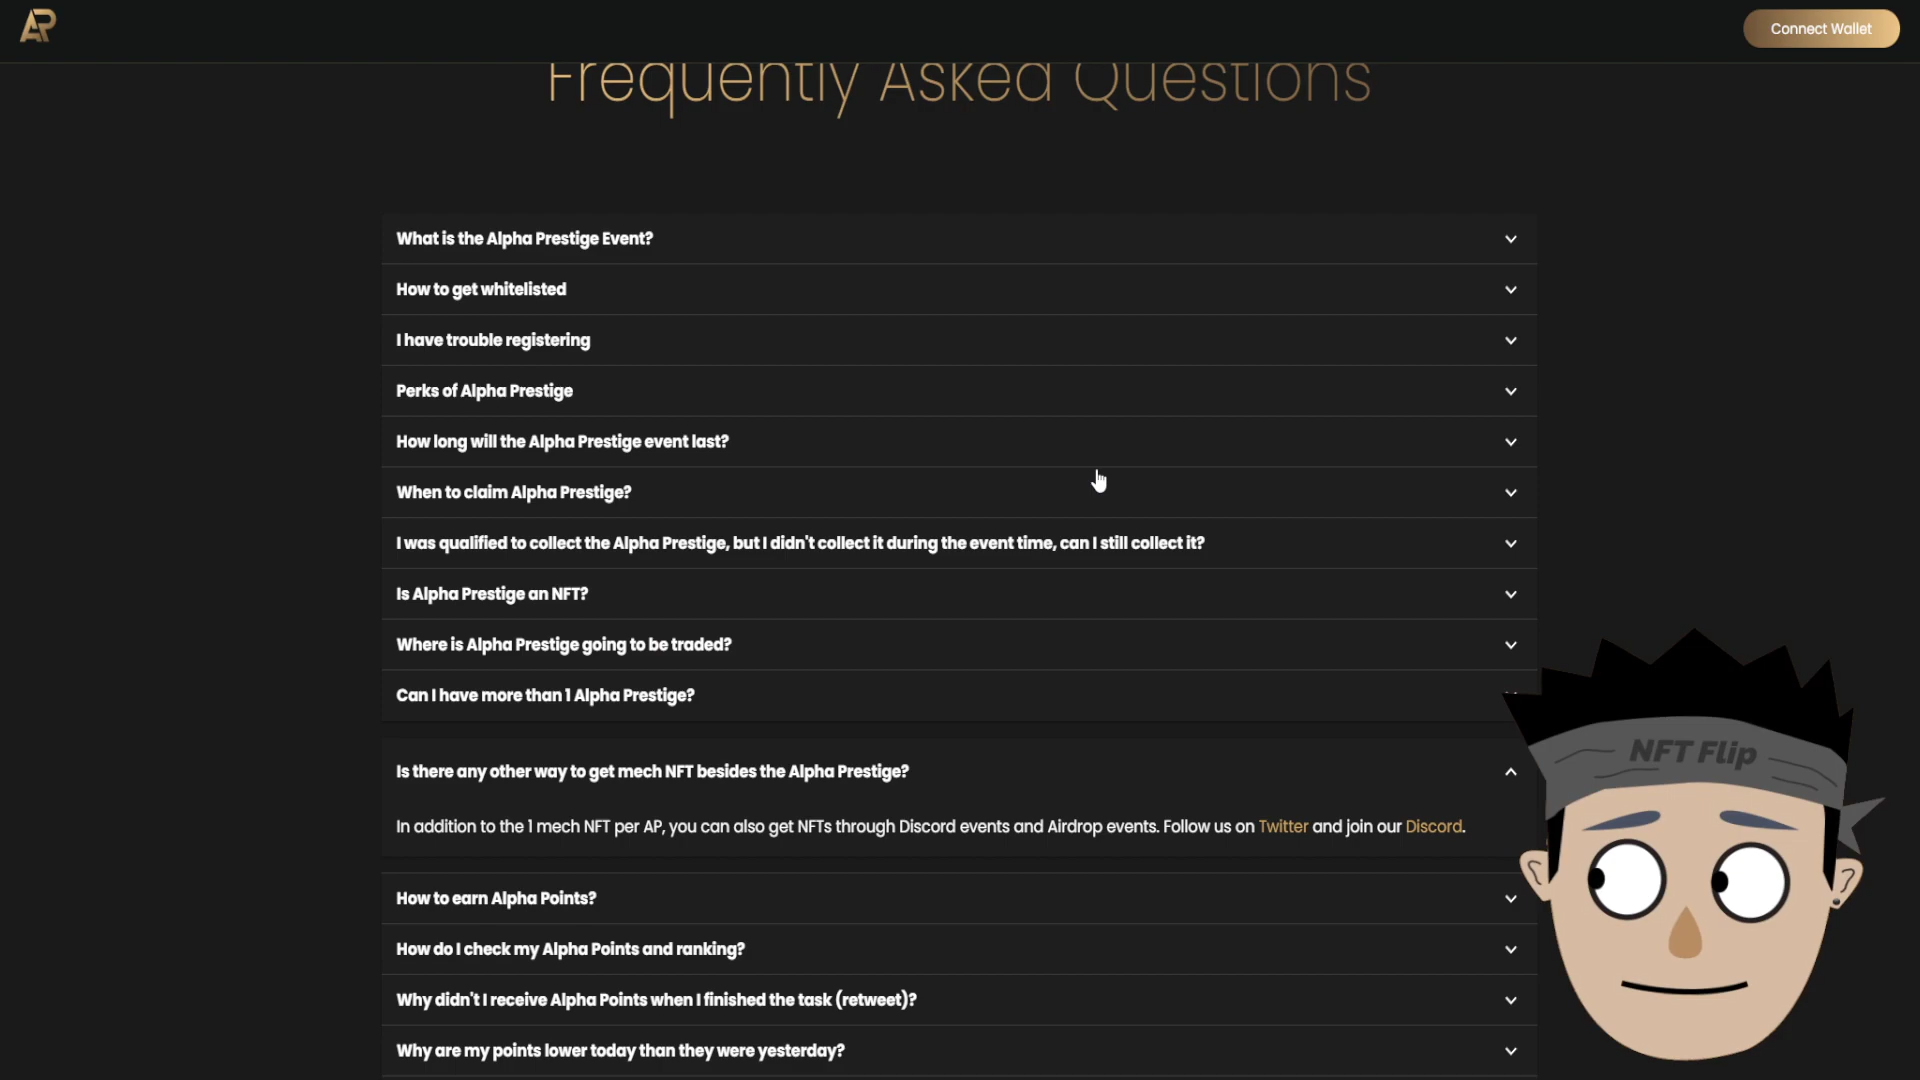 AP
Connect Wallet
Frequently Asked Questions
What is the Alpha Prestige Event?
How to get whitelisted
I have trouble registering
Perks of Alpha Prestige
How long will the Alpha Prestige event last?
When to claim Alpha Prestige?
I was qualified to collect the Alpha Prestige, but I didn't collect it during the event time, can I still collect it?
Is Alpha Prestige an NFT?
Where is Alpha Prestige going to be traded?
Can I have more than 1 Alpha Prestige?
NFT Flip
Is there any other way to get mech NFT besides the Alpha Prestige?
In addition to the 1 mech NFT per AP, you can also get NFTs through Discord events and Airdrop events. Follow us on Twitter and join our Discord.
How to earn Alpha Points?
How do I check my Alpha Points and ranking?
Why didn't I receive Alpha Points when I finished the task (retweet)?
Why are my points lower today than they were yesterday?